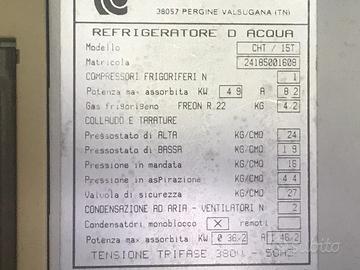 38057 PERGINE VALSUGANA (TN)
REFRIGERATORE D ACQUA
Modello CHT / 15T
Matricola 24185001608
COMPRESSORI FRIGORIFERI N 1
Potenza max assorbita KW 4 9 A 8 2
Gas frigorigeno FREON R.22 KG 4.2
COLLAUDO E TARATURE
Pressostato di ALTA KG/CMQ 24
Pressostato di BASSA KG/CMQ 1 9
Pressione in mandata KG/CMQ 16
Pressione in asPirazione KG/CMQ 4 4
Valvola di sicurezza KG/CMQ 27
CONDENSAZIONE AD ARIA - VENTILATORI N 2
Condensatori monoblocco X remoti
Potenza max assorbita KW 0 36/2 A 1 46/2
TENSIONE TRIFASE 380V - 50HZ
subito